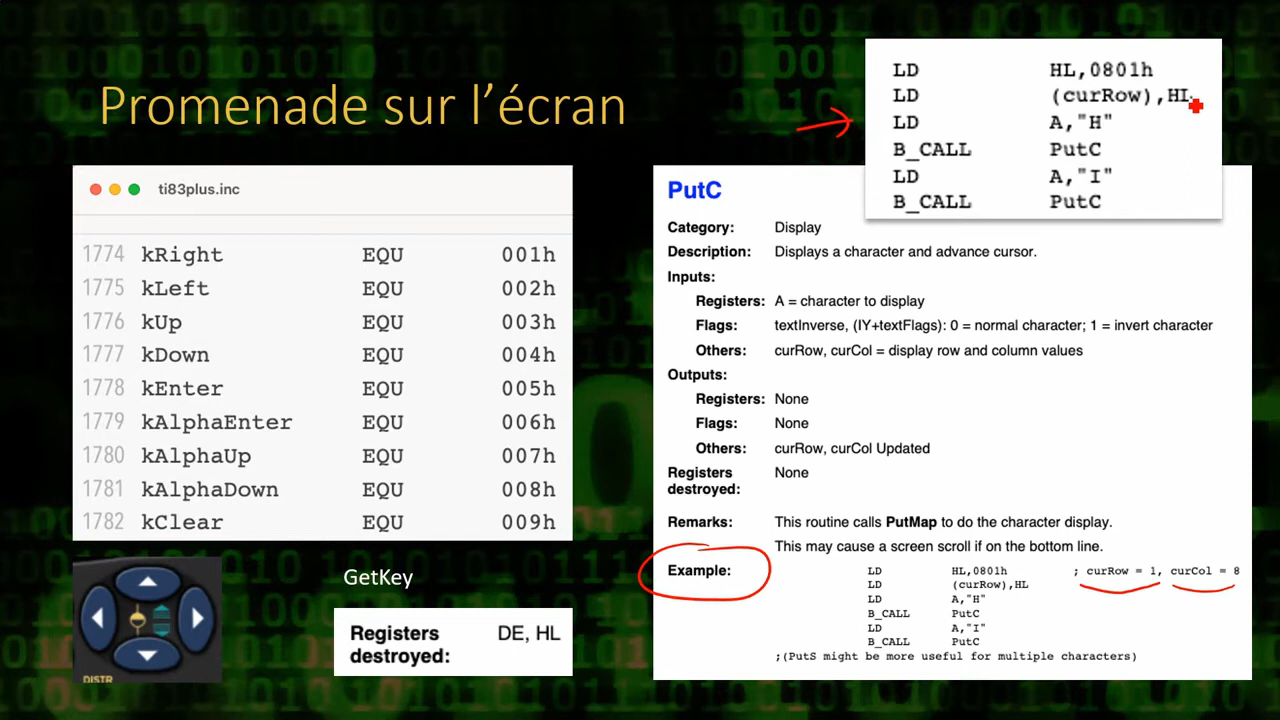 Promenade sur l'écran
LD HL,0801h
LD (curRow),HL
LD A,"H"
B_CALL PutC
LD A,"I"
B_CALL PutC
ti83plus.inc
1774 kRight EQU 001h
1775 kLeft EQU 002h
1776 kUp EQU 003h
1777 kDown EQU 004h
1778 kEnter EQU 005h
1779 kAlphaEnter EQU 006h
1780 kAlphaUp EQU 007h
1781 kAlphaDown EQU 008h
1782 kClear EQU 009h
DISTR
GetKey
Registers DE, HL
destroyed:
PutC
Category: Display
Description: Displays a character and advance cursor.
Inputs:
Registers: A = character to display
Flags: textInverse, (IY+textFlags): 0 = normal character; 1 = invert character
Others: curRow, curCol = display row and column values
Outputs:
Registers: None
Flags: None
Others: curRow, curCol Updated
Registers None
destroyed:
Remarks: This routine calls PutMap to do the character display.
This may cause a screen scroll if on the bottom line.
Example: LD HL,0801h ; curRow = 1, curCol = 8
LD (curRow),HL
LD A,"H"
B_CALL PutC
LD A,"I"
B_CALL PutC
;(PutS might be more useful for multiple characters)